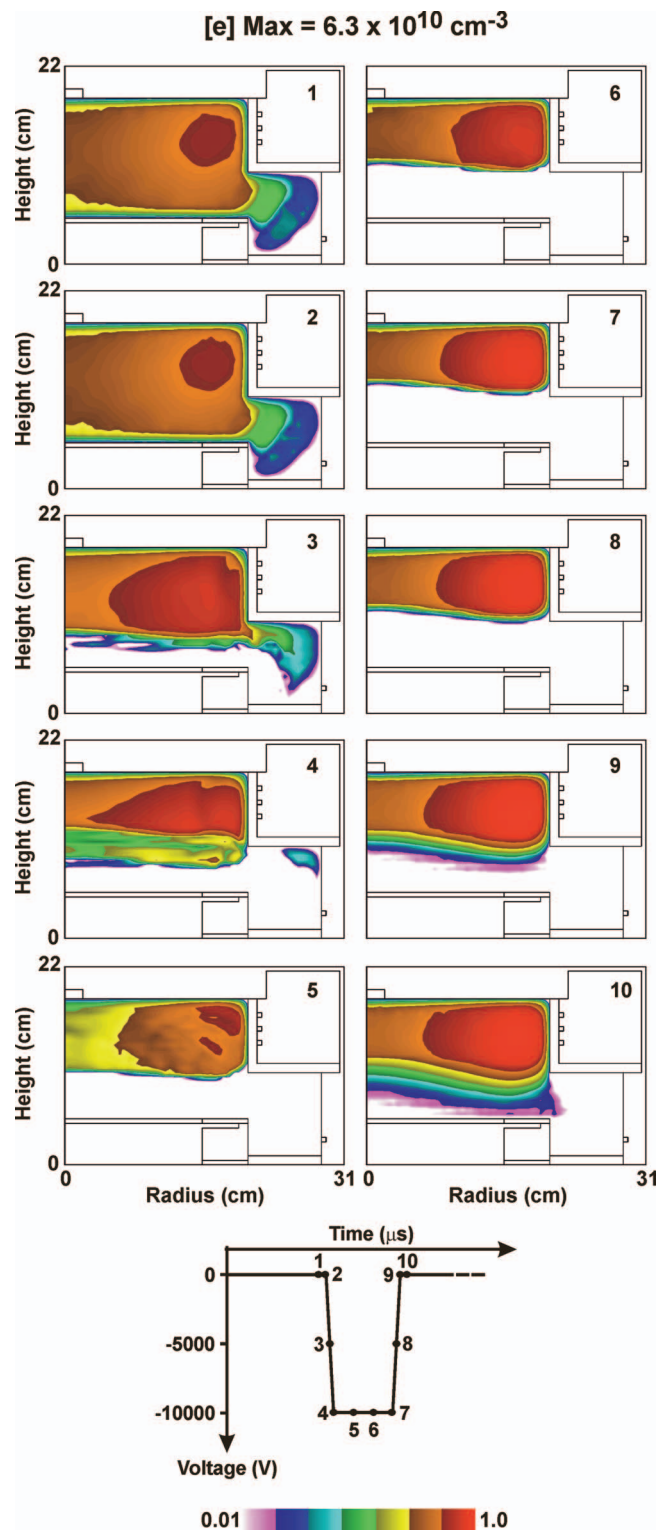 [e] Max = 6.3 x 10¹⁰ cm⁻³
22
Height (cm)
0
1
6
22
Height (cm)
0
2
7
22
Height (cm)
0
3
8
22
Height (cm)
0
4
9
22
Height (cm)
0
5
10
0 Radius (cm) 31
Radius (cm) 31
Time (μs)
1 10
0 2 9
-5000 3 8
-10000 4 7
5 6
Voltage (V)
0.01 1.0